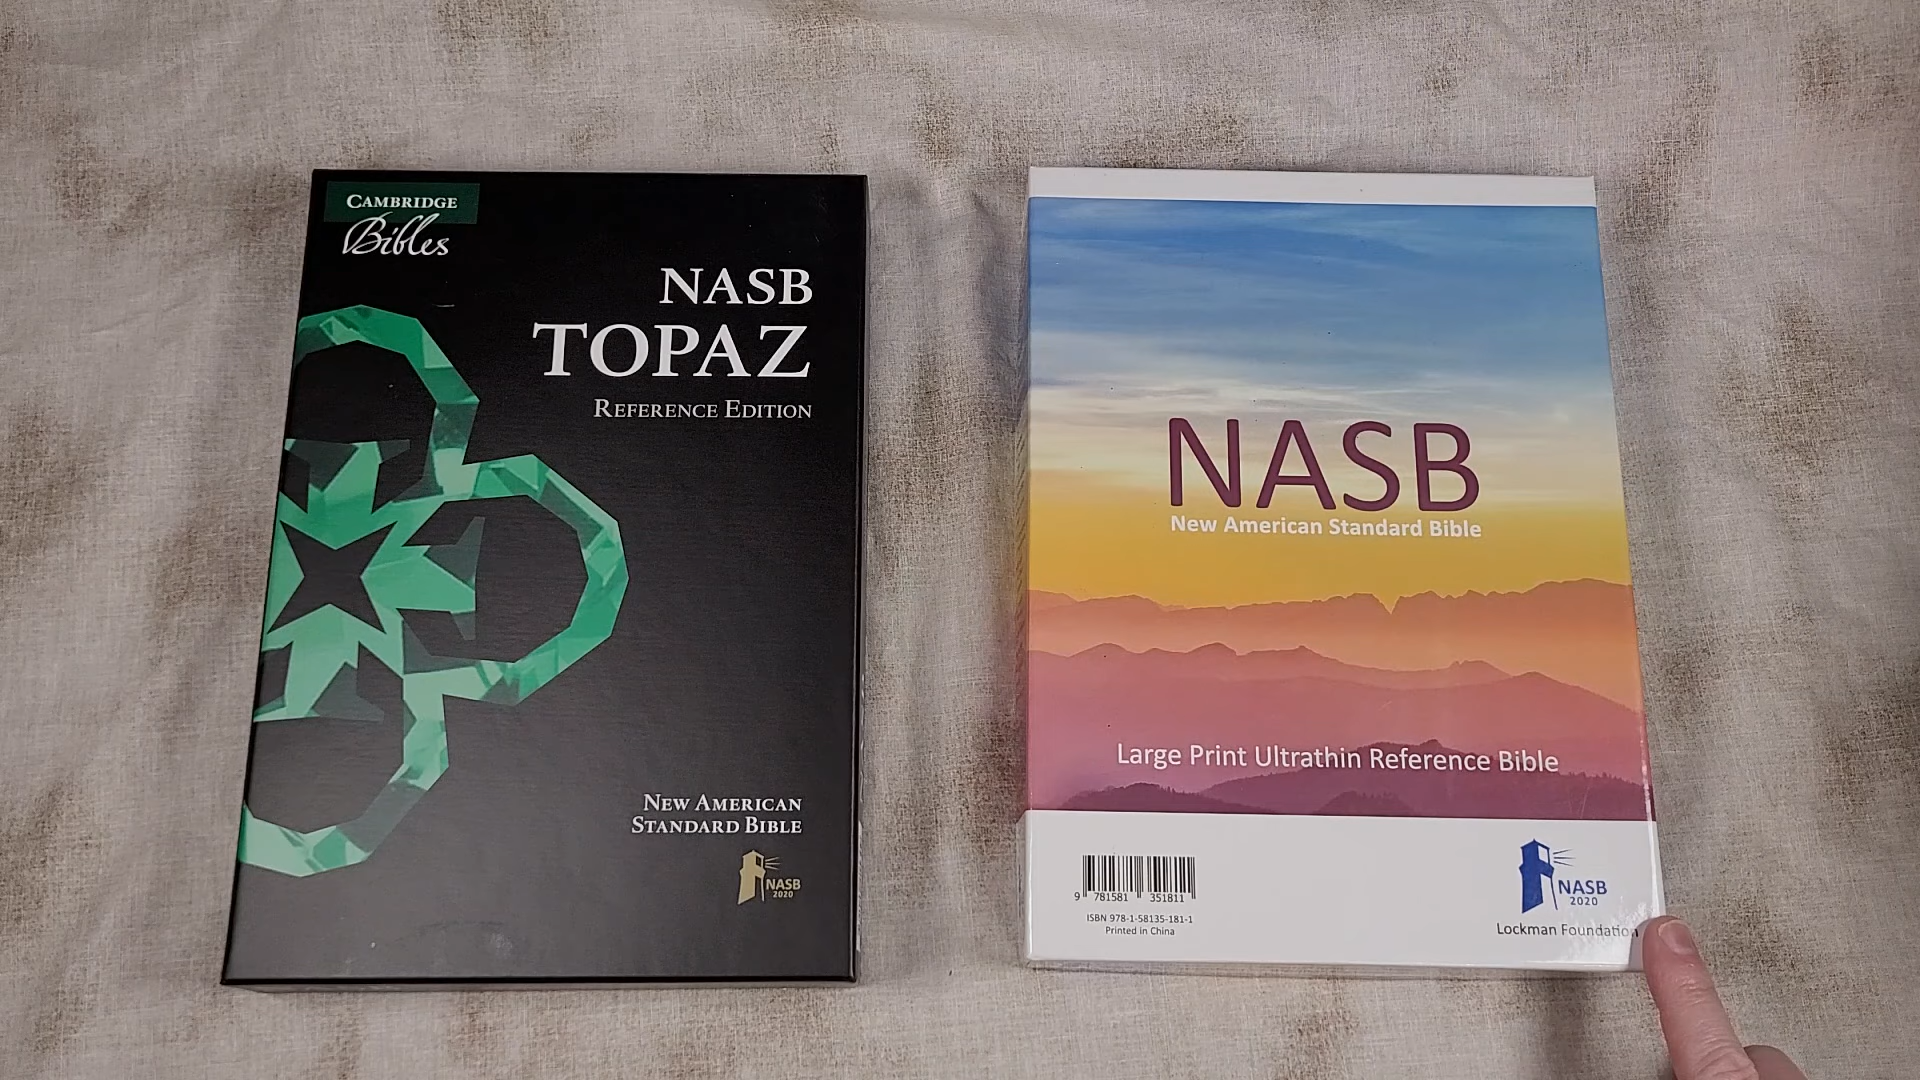 CAMBRIDGE
Bibles
NASB
TOPAZ
REFERENCE EDITION
NEW AMERICAN
STANDARD BIBLE
NASB
2020
NASB
New American Standard Bible
Large Print Ultrathin Reference Bible
9 781581 351811
ISBN 978-1-58135-181-1
Printed in China
NASB
2020
Lockman Foundation